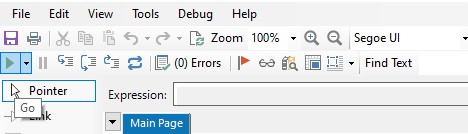 File Edit View Tools Debug Help
Zoom 100% Segoe UI
(0) Errors Find Text
Pointer Expression:
Go
Link
Main Page